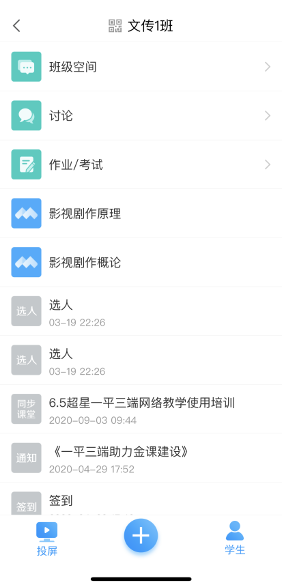 文传1班
班级空间
讨论
作业/考试
影视剧作原理
影视剧作概论
选人
选人
03-19 22:26
选人
选人
03-19 22:26
同步
课堂
6.5超星一平三端网络教学使用培训
2020-09-03 09:44
通知
《一平三端助力金课建设》
2020-04-29 17:52
签到
签到
投屏
学生